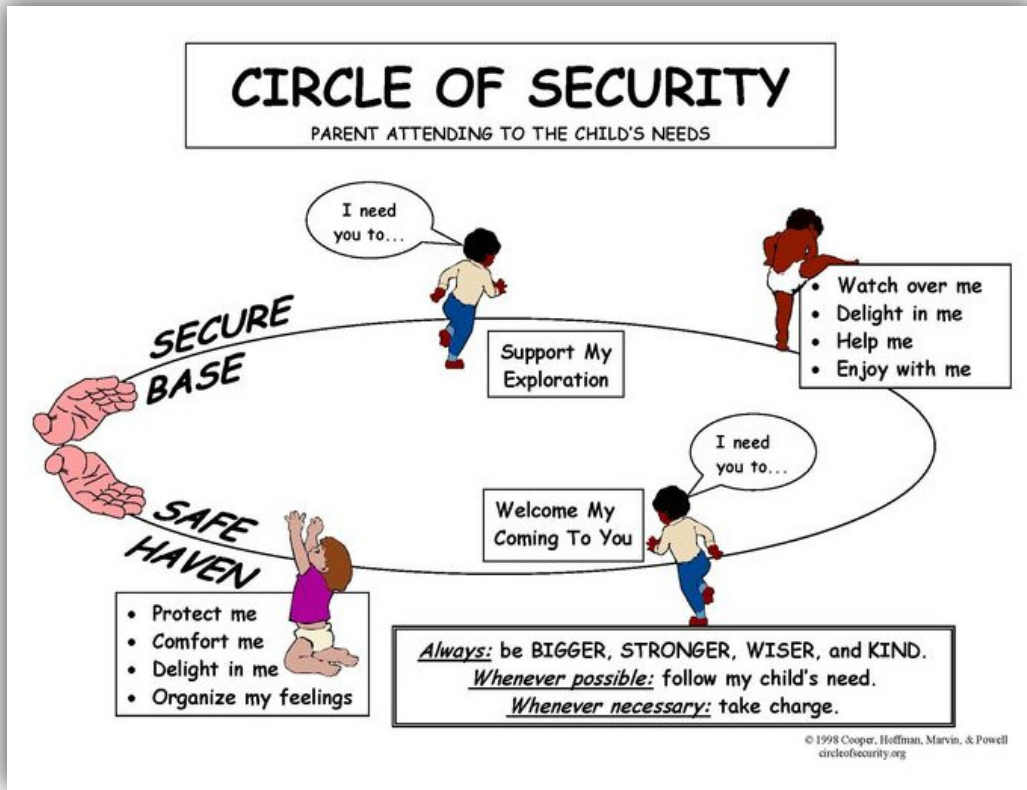 CIRCLE OF SECURITY
PARENT ATTENDING TO THE CHILD'S NEEDS
I need
you to...
SECURE
BASE
Support My
Exploration
• Watch over me
• Delight in me
• Help me
• Enjoy with me
I need
you to...
Welcome My
Coming To You
SAFE
HAVEN
• Protect me
• Comfort me
• Delight in me
• Organize my feelings
Always: be BIGGER, STRONGER, WISER, and KIND.
Whenever possible: follow my child's need.
Whenever necessary: take charge.
© 1998 Cooper, Hoffman, Marvin, & Powell
circleofsecurity.org